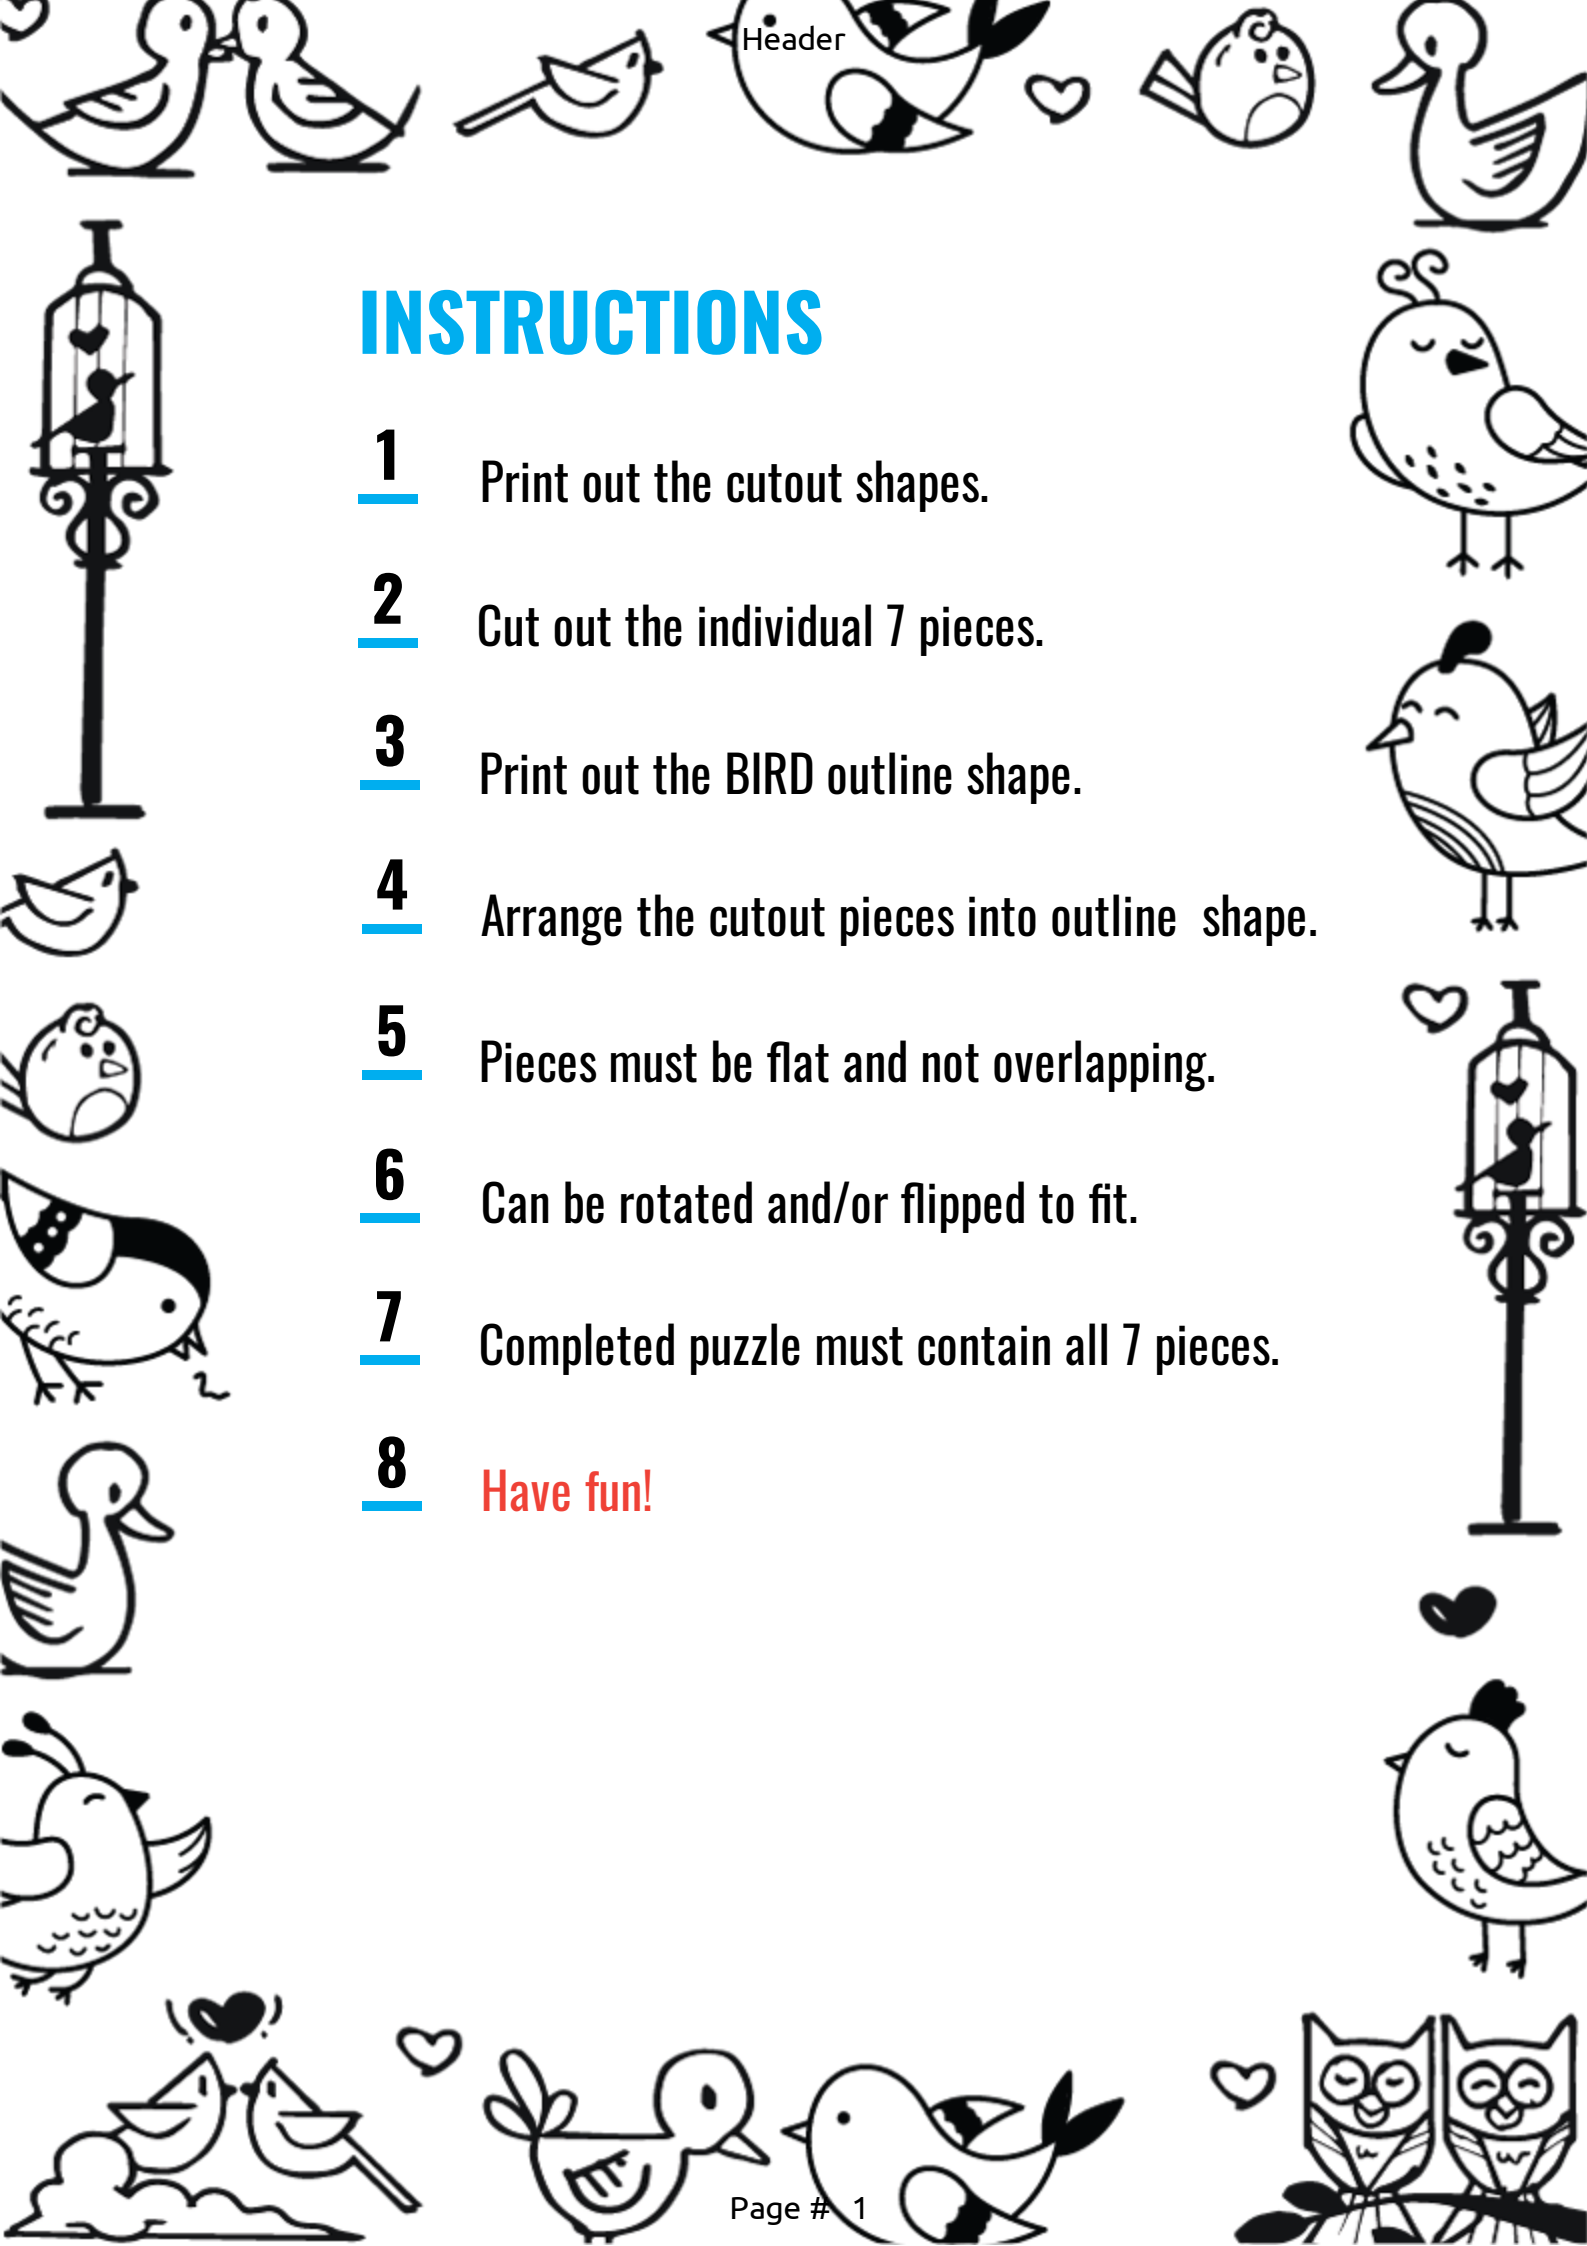 Header
INSTRUCTIONS
1 Print out the cutout shapes.
2 Cut out the individual 7 pieces.
3 Print out the BIRD outline shape.
4 Arrange the cutout pieces into outline  shape.
5 Pieces must be flat and not overlapping.
6 Can be rotated and/or flipped to fit.
7 Completed puzzle must contain all 7 pieces.
8 Have fun!
Page # 1